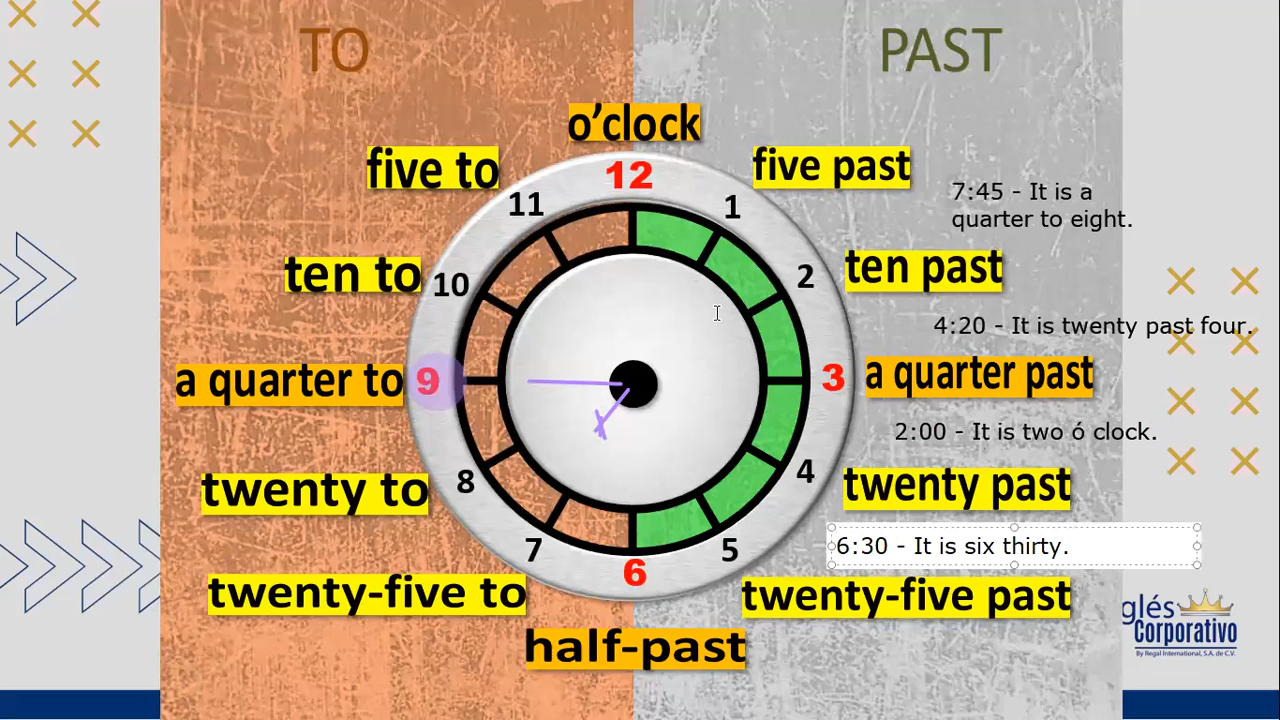 TO
PAST
o’clock
five to
12
five past
11
1
7:45 - It is a
quarter to eight.
ten to
10
2
ten past
4:20 - It is twenty past four.
a quarter to
9
3
a quarter past
2:00 - It is two ó clock.
twenty to
8
4
twenty past
7
5
6:30 - It is six thirty.
6
twenty-five to
twenty-five past
half-past
glés
Corporativo
By Regal International, S.A. de C.V.